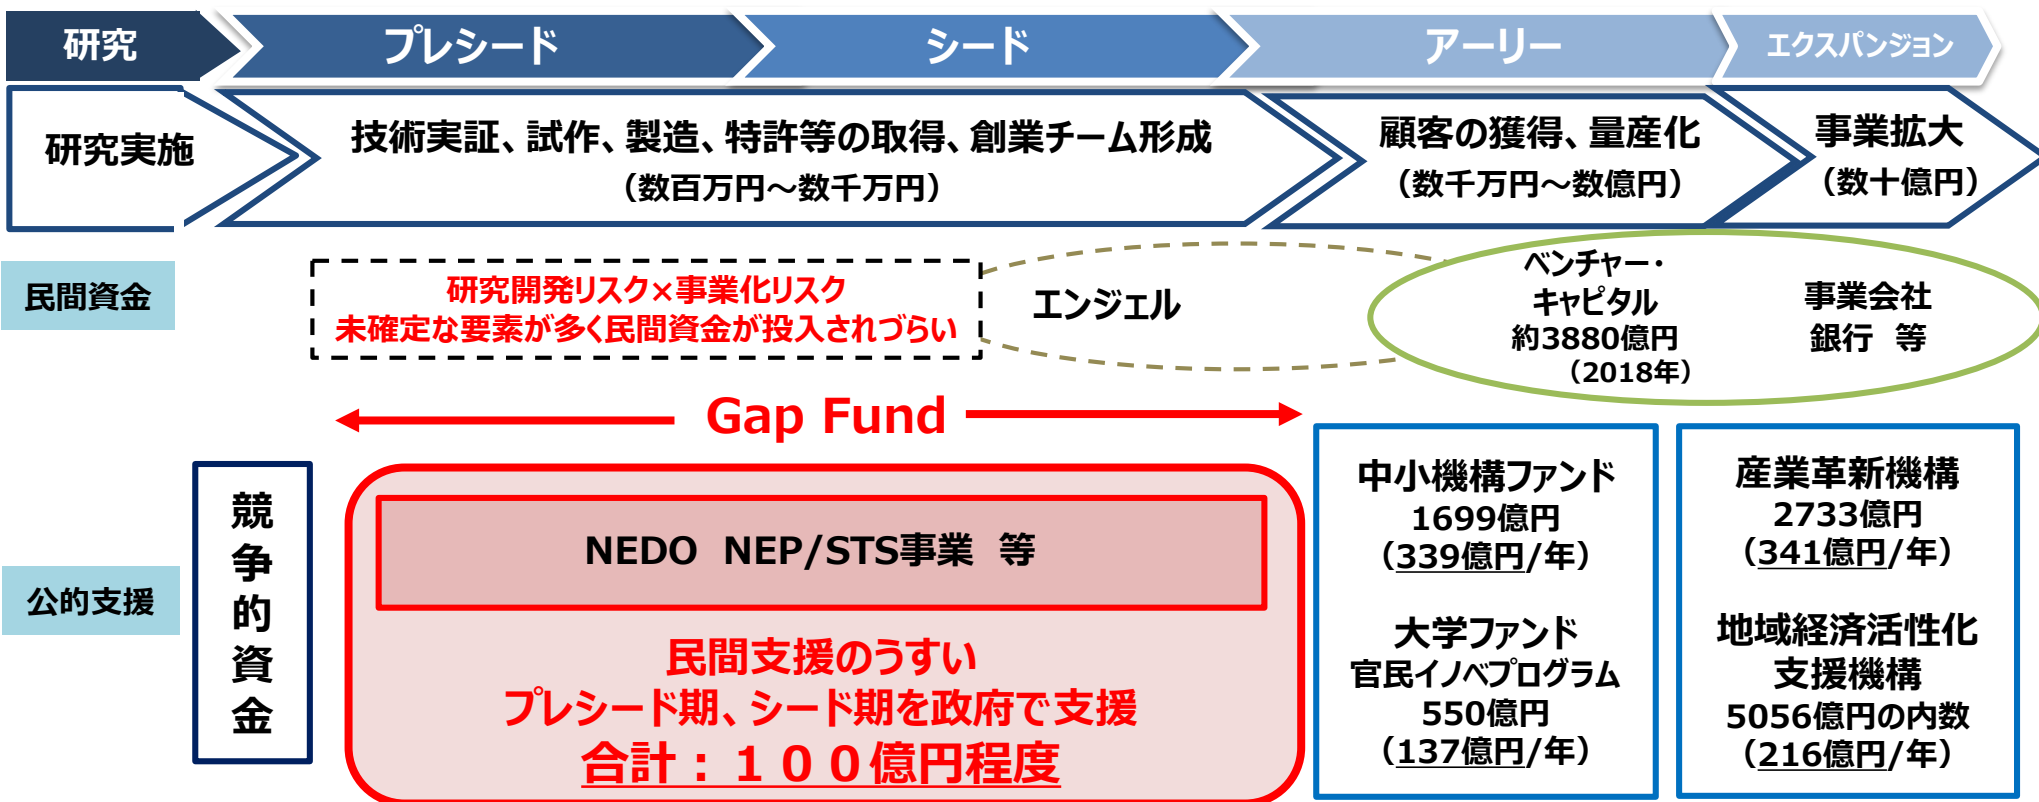 研究
プレシード
シード
アーリー
エクスパンジョン
研究実施
技術実証、試作、製造、特許等の取得、創業チーム形成
（数百万円～数千万円）
顧客の獲得、量産化
（数千万円～数億円）
事業拡大
（数十億円）
民間資金
研究開発リスク×事業化リスク
未確定な要素が多く民間資金が投入されづらい
エンジェル
ベンチャー・
キャピタル
約3880億円
（2018年）
事業会社
銀行 等
Gap Fund
公的支援
競争的資金
NEDO NEP/STS事業 等
民間支援のうすい
プレシード期、シード期を政府で支援
合計：１００億円程度
中小機構ファンド
1699億円
（339億円/年）
大学ファンド
官民イノベプログラム
550億円
（137億円/年）
産業革新機構
2733億円
（341億円/年）
地域経済活性化
支援機構
5056億円の内数
（216億円/年）